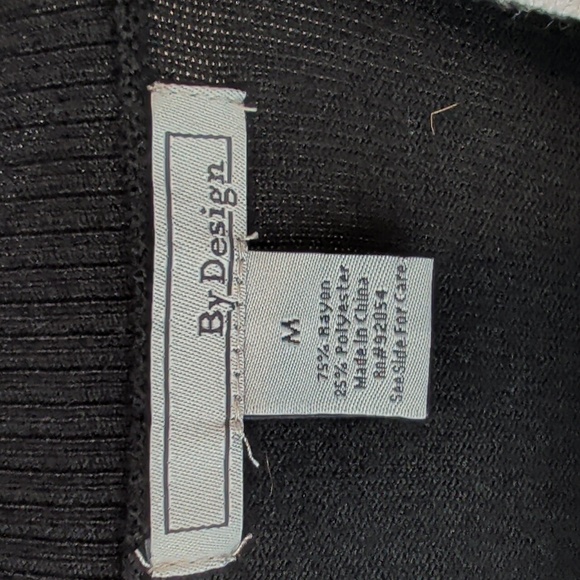 By Design
M
75% Rayon
25% Polyester
Made In China
Rn#92054
See Side For Care